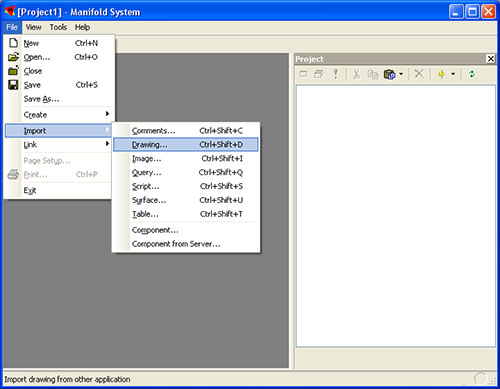 [Project1] - Manifold System
File View Tools Help
New Ctrl+N
Open... Ctrl+O
Close
Save Ctrl+S
Save As...
Create
Import
Link
Page Setup...
Print... Ctrl+P
Exit
Comments... Ctrl+Shift+C
Drawing... Ctrl+Shift+D
Image... Ctrl+Shift+I
Query... Ctrl+Shift+Q
Script... Ctrl+Shift+S
Surface... Ctrl+Shift+U
Table... Ctrl+Shift+T
Component...
Component from Server...
Project
Import drawing from other application